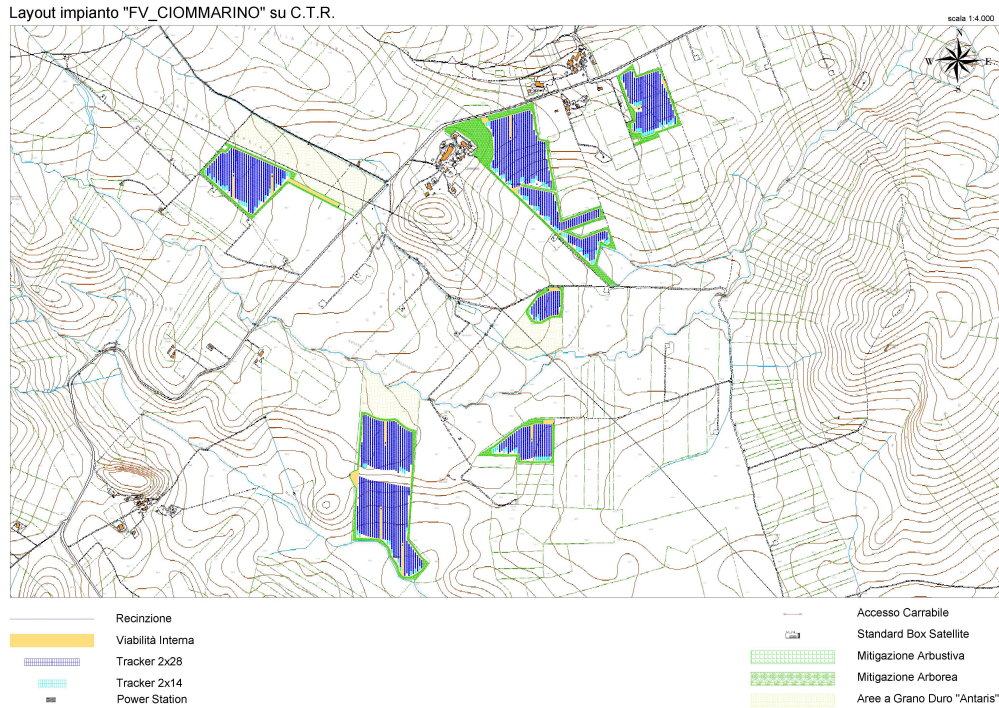 Layout impianto "FV_CIOMMARINO" su C.T.R.
scala 1:4.000
N
W E
S
Recinzione
Viabilità Interna
Tracker 2x28
Tracker 2x14
Power Station
Accesso Carrabile
Standard Box Satellite
Mitigazione Arbustiva
Mitigazione Arborea
Aree a Grano Duro "Antaris"